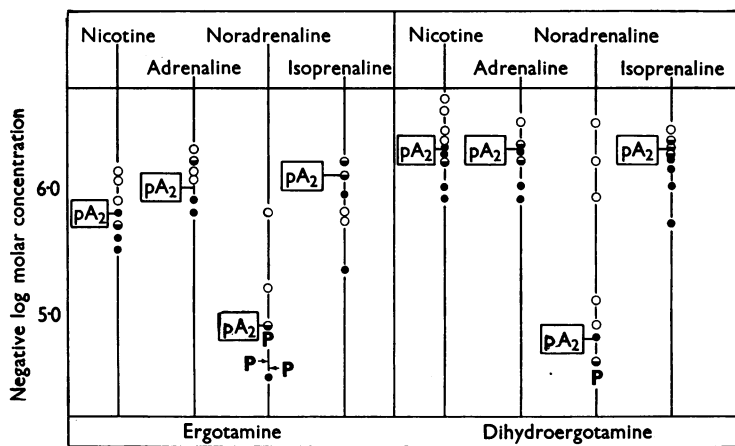 Nicotine Noradrenaline Nicotine Noradrenaline
Adrenaline Isoprenaline Adrenaline Isoprenaline
pA2 pA2 pA2
6·0
pA2
pA2
pA2
5·0
pA2
P
pA2
P P
P
Negative log molar concentration
Ergotamine Dihydroergotamine